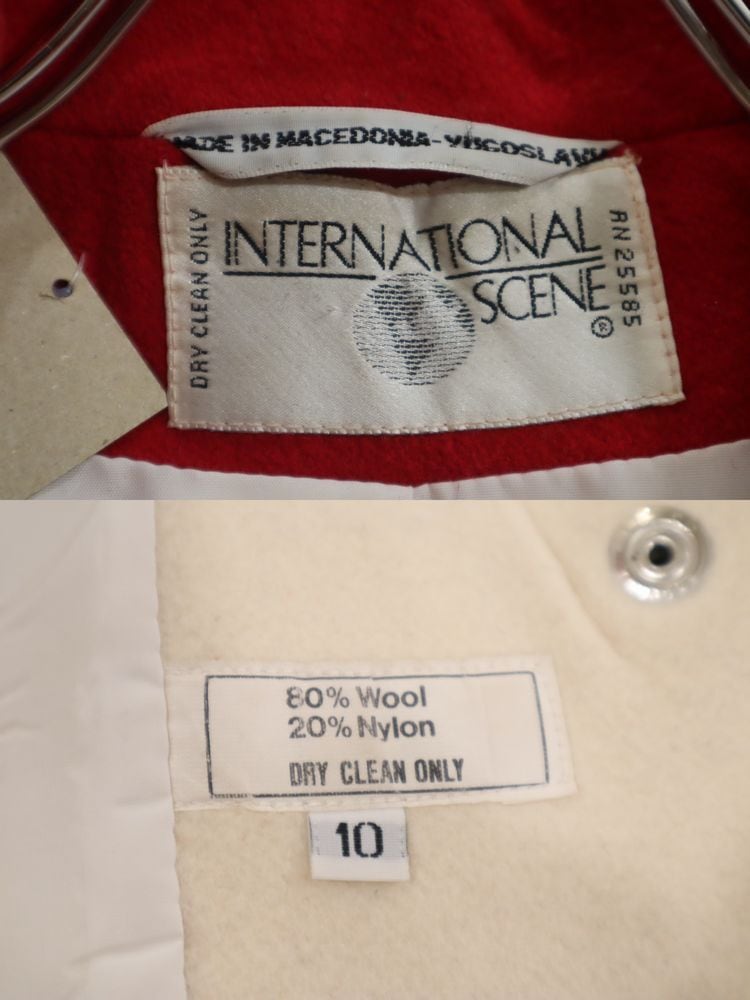 MADE IN MACEDONIA-YUGOSLAVIA
DRY CLEAN ONLY
INTERNATIONAL
SCENE®
RN 25585
80% Wool
20% Nylon
DRY CLEAN ONLY
10